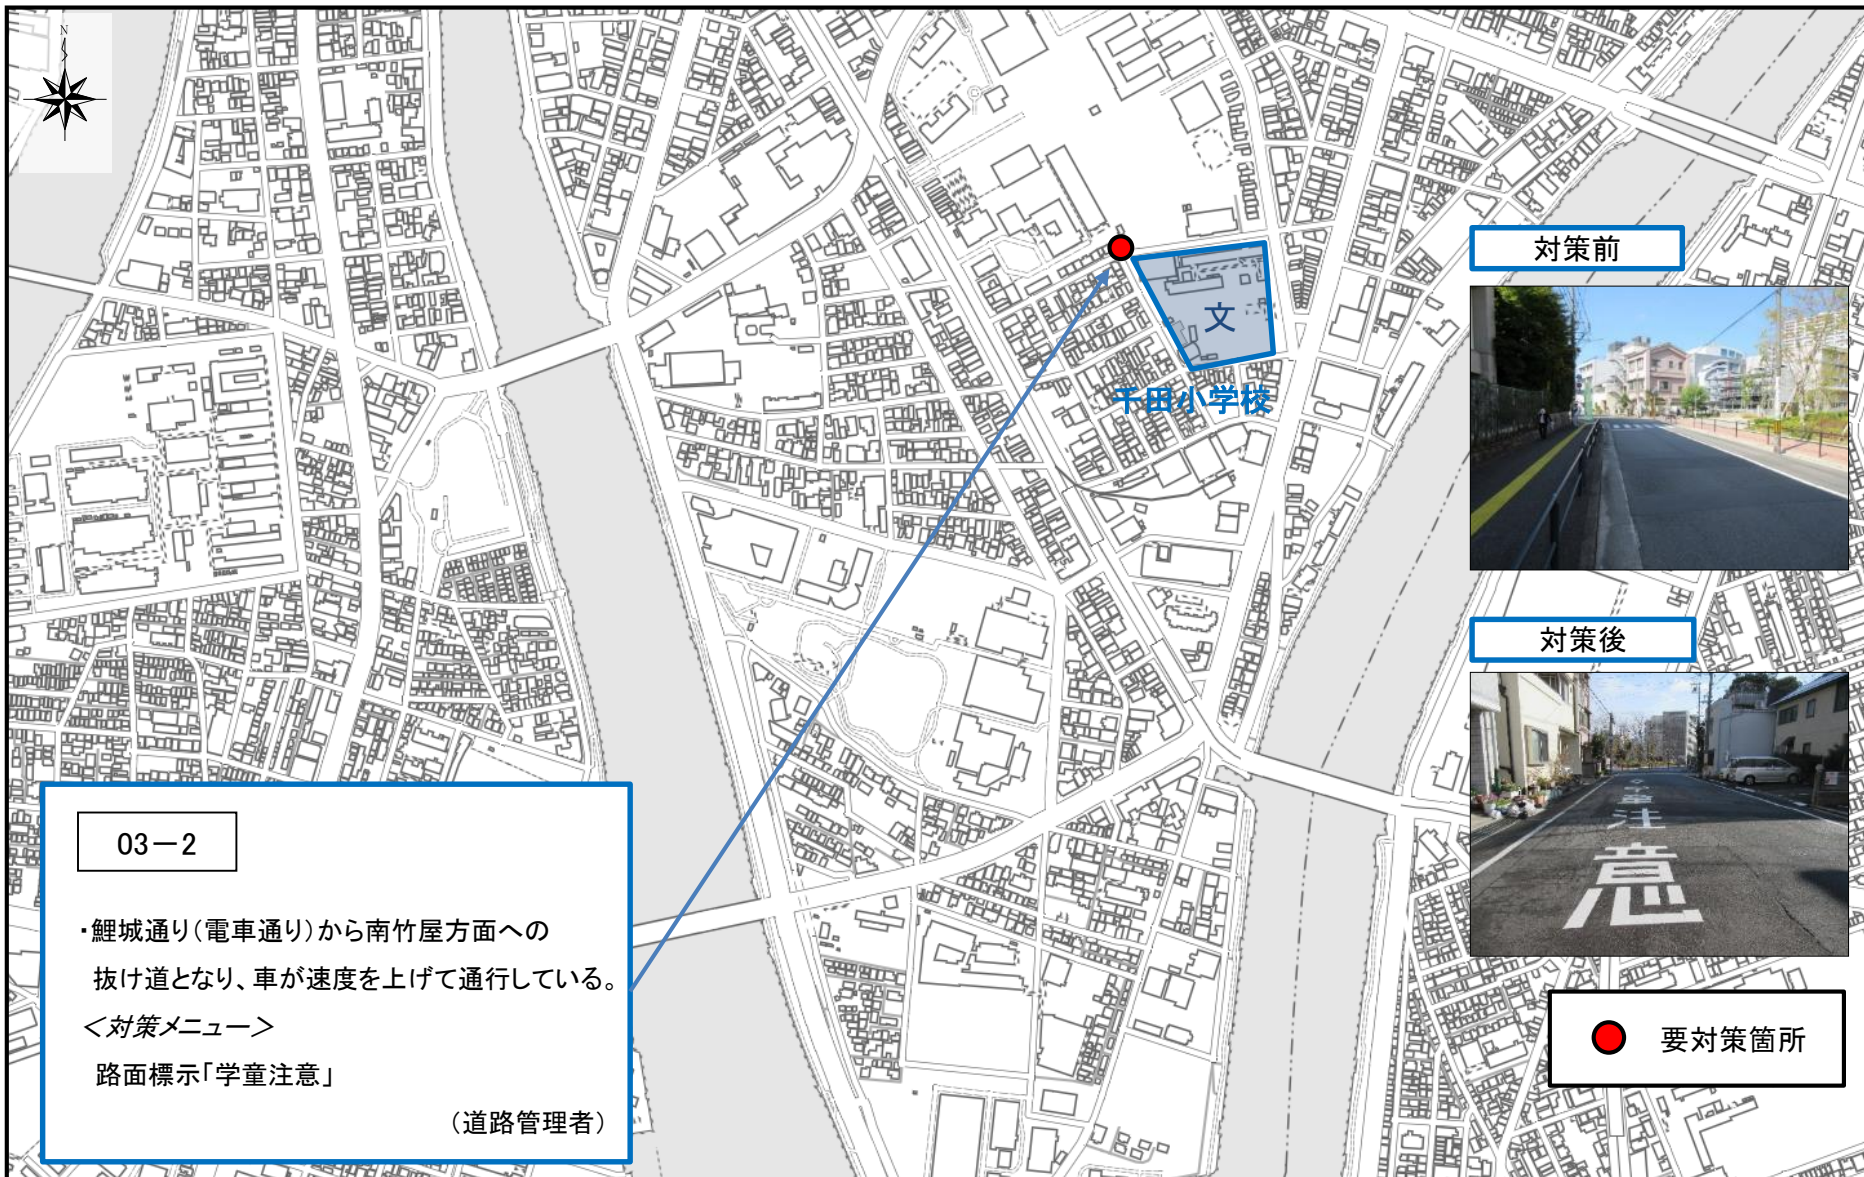 N
対策前
文
千田小学校
対策後
学童注意
03－2
・鯉城通り（電車通り）から南竹屋方面への
抜け道となり、車が速度を上げて通行している。
＜対策メニュー＞
路面標示「学童注意」
（道路管理者）
要対策箇所